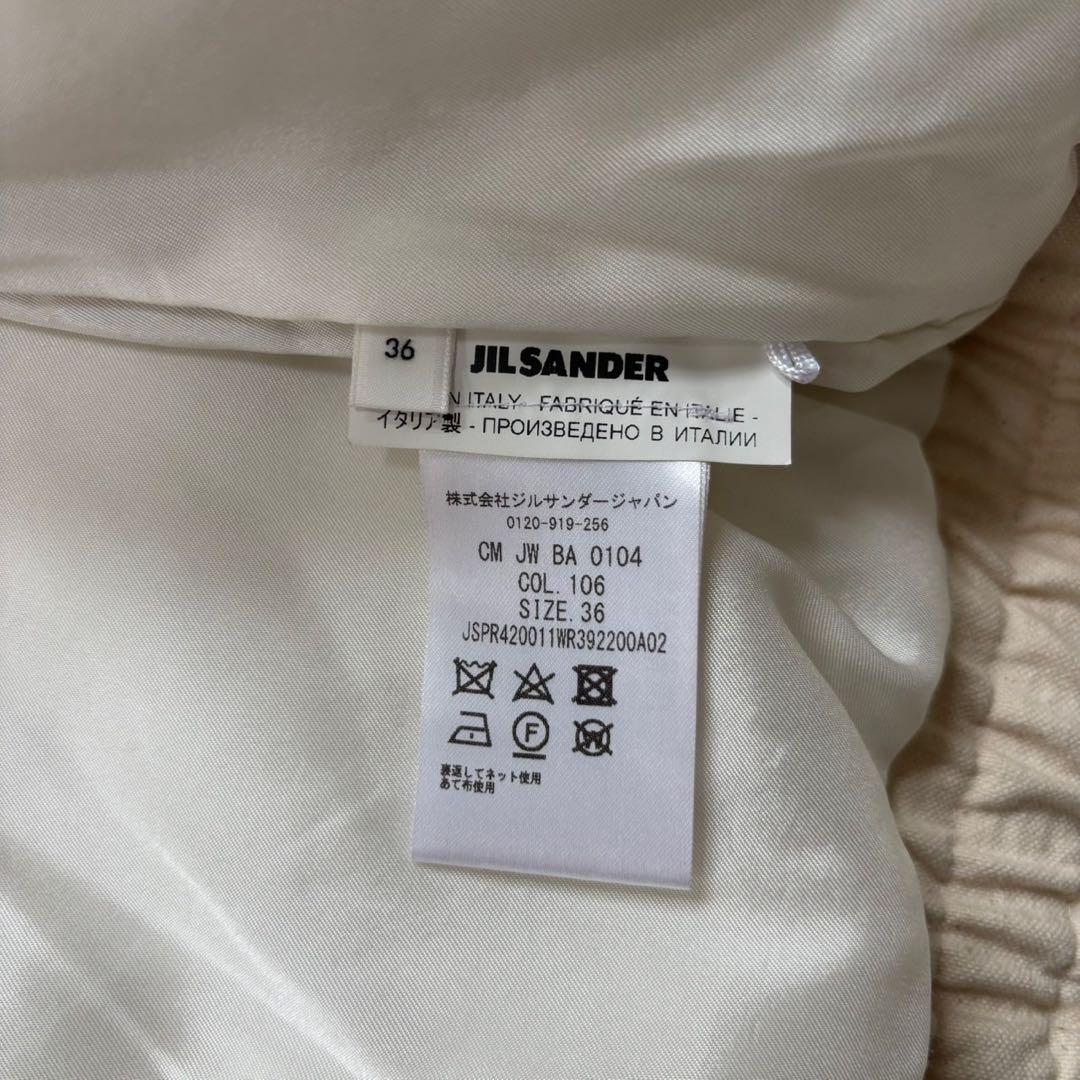 36
JIL SANDER
N ITALY - FABRIQUÉ EN ITALIE -
イタリア製 - ПРОИЗВЕДЕНО В ИТАЛИИ
株式会社ジルサンダージャパン
0120-919-256
CM JW BA 0104
COL. 106
SIZE. 36
JSPR420011WR392200A02
F
W
裏返してネット使用
あて布使用